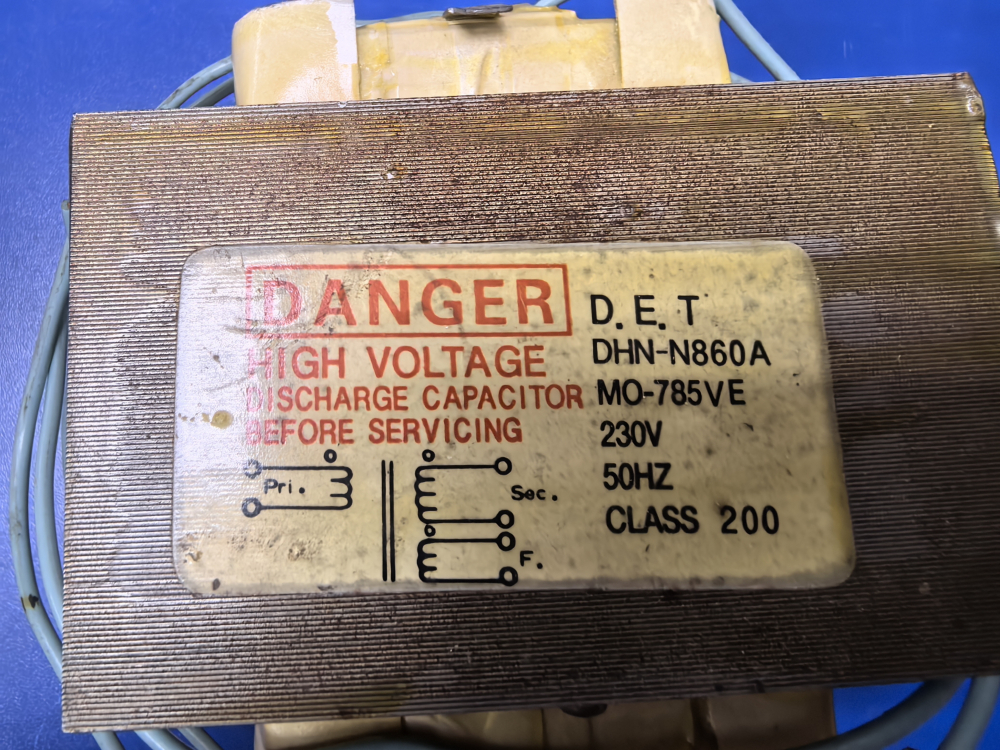 DANGER
HIGH VOLTAGE
DISCHARGE CAPACITOR
BEFORE SERVICING
Pri.
Sec.
F.
D. E. T
DHN-N860A
MO-785VE
230V
50HZ
CLASS 200